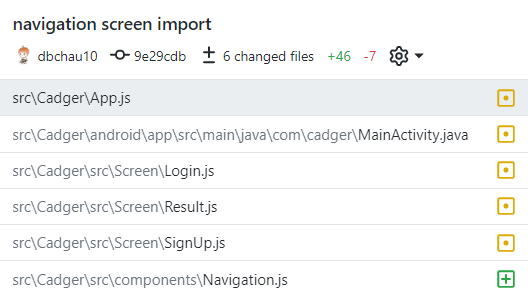 navigation screen import
dbchau10 9e29cdb 6 changed files +46 -7
src\Cadger\App.js
src\Cadger\android\app\src\main\java\com\cadger\MainActivity.java
src\Cadger\src\Screen\Login.js
src\Cadger\src\Screen\Result.js
src\Cadger\src\Screen\SignUp.js
src\Cadger\src\components\Navigation.js